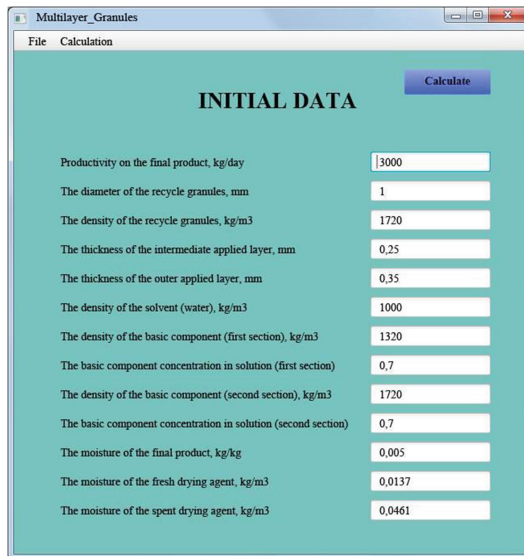 Multilayer_Granules
File Calculation
Calculate
INITIAL DATA
Productivity on the final product, kg/day 3000
The diameter of the recycle granules, mm 1
The density of the recycle granules, kg/m3 1720
The thickness of the intermediate applied layer, mm 0,25
The thickness of the outer applied layer, mm 0,35
The density of the solvent (water), kg/m3 1000
The density of the basic component (first section), kg/m3 1320
The basic component concentration in solution (first section) 0,7
The density of the basic component (second section), kg/m3 1720
The basic component concentration in solution (second section) 0,7
The moisture of the final product, kg/kg 0,005
The moisture of the fresh drying agent, kg/m3 0,0137
The moisture of the spent drying agent, kg/m3 0,0461